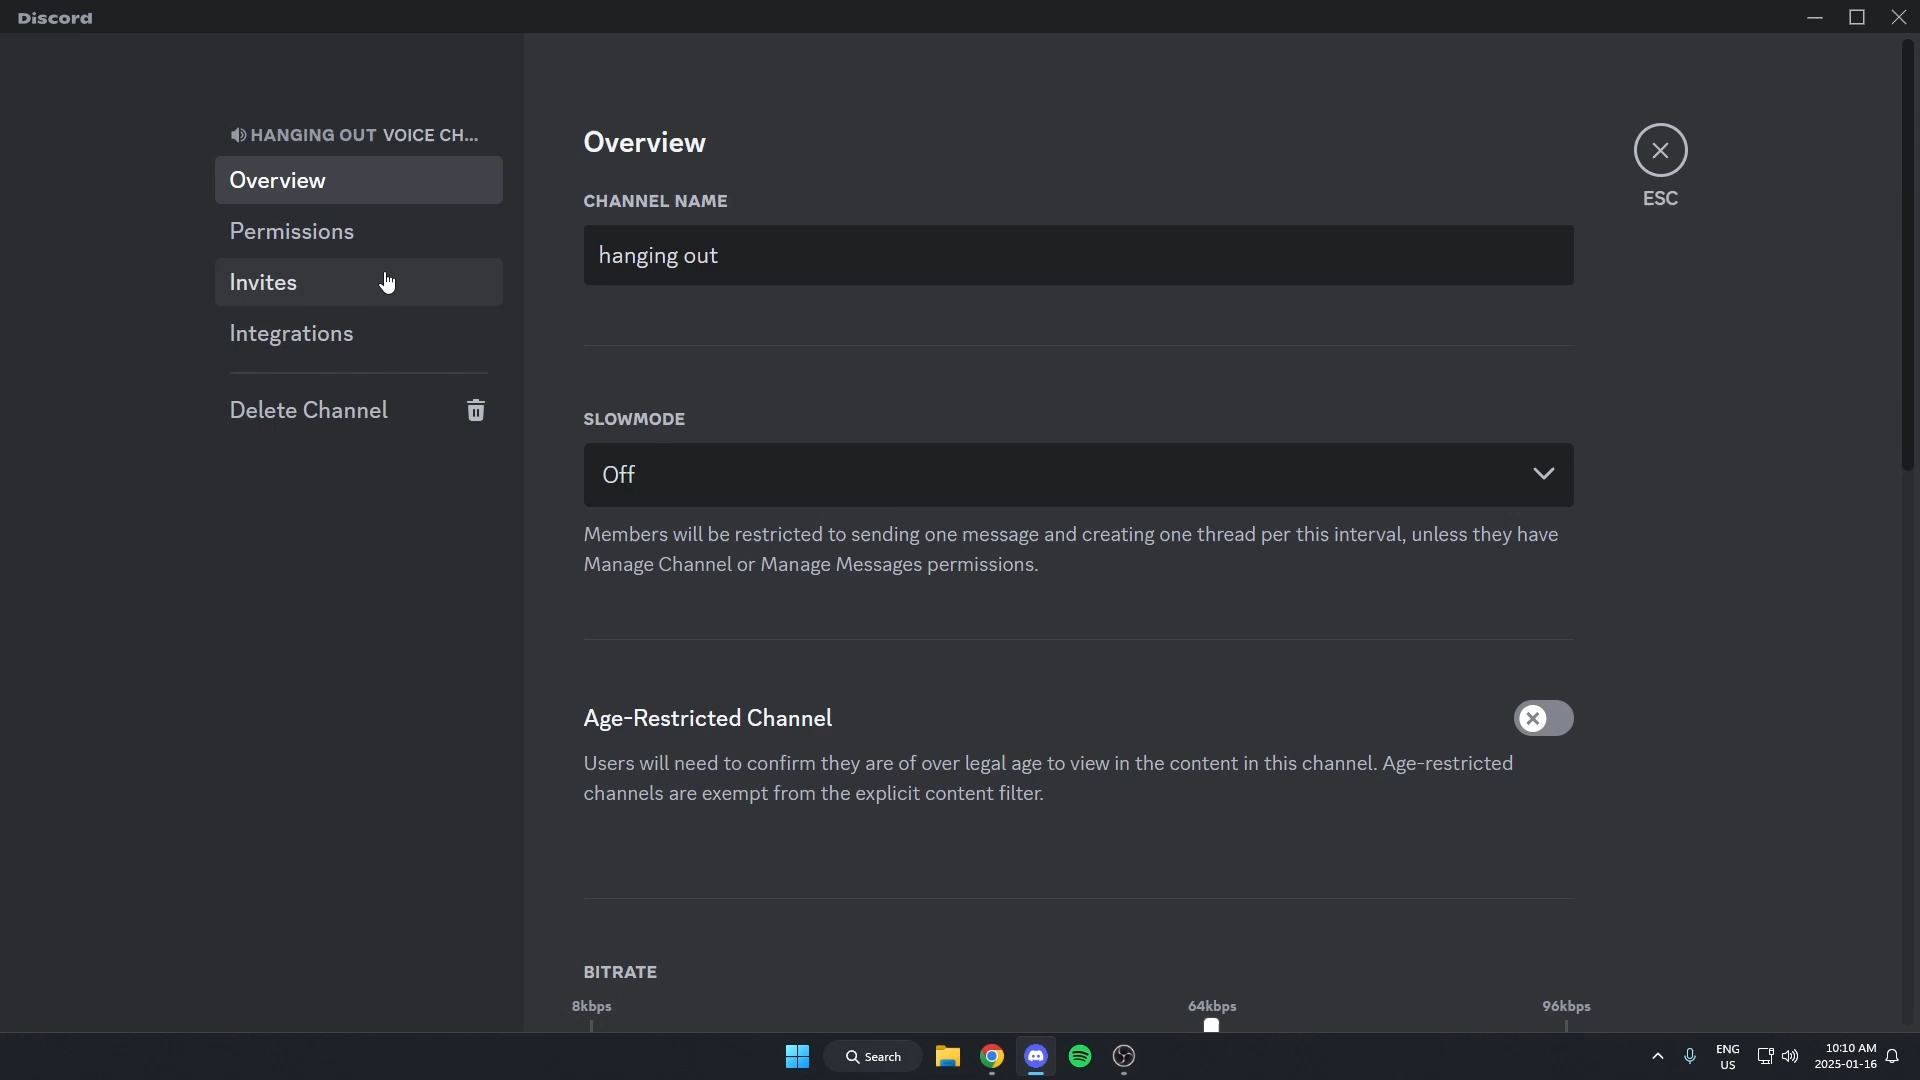 Discord
HANGING OUT VOICE CH...
Overview
Permissions
Invites
Integrations
Delete Channel
Overview
CHANNEL NAME
hanging out
ESC
SLOWMODE
Off
Members will be restricted to sending one message and creating one thread per this interval, unless they have
Manage Channel or Manage Messages permissions.
Age-Restricted Channel
Users will need to confirm they are of over legal age to view in the content in this channel. Age-restricted
channels are exempt from the explicit content filter.
BITRATE
8kbps 64kbps 96kbps
Search
ENG
US
10:10 AM
2025-01-16